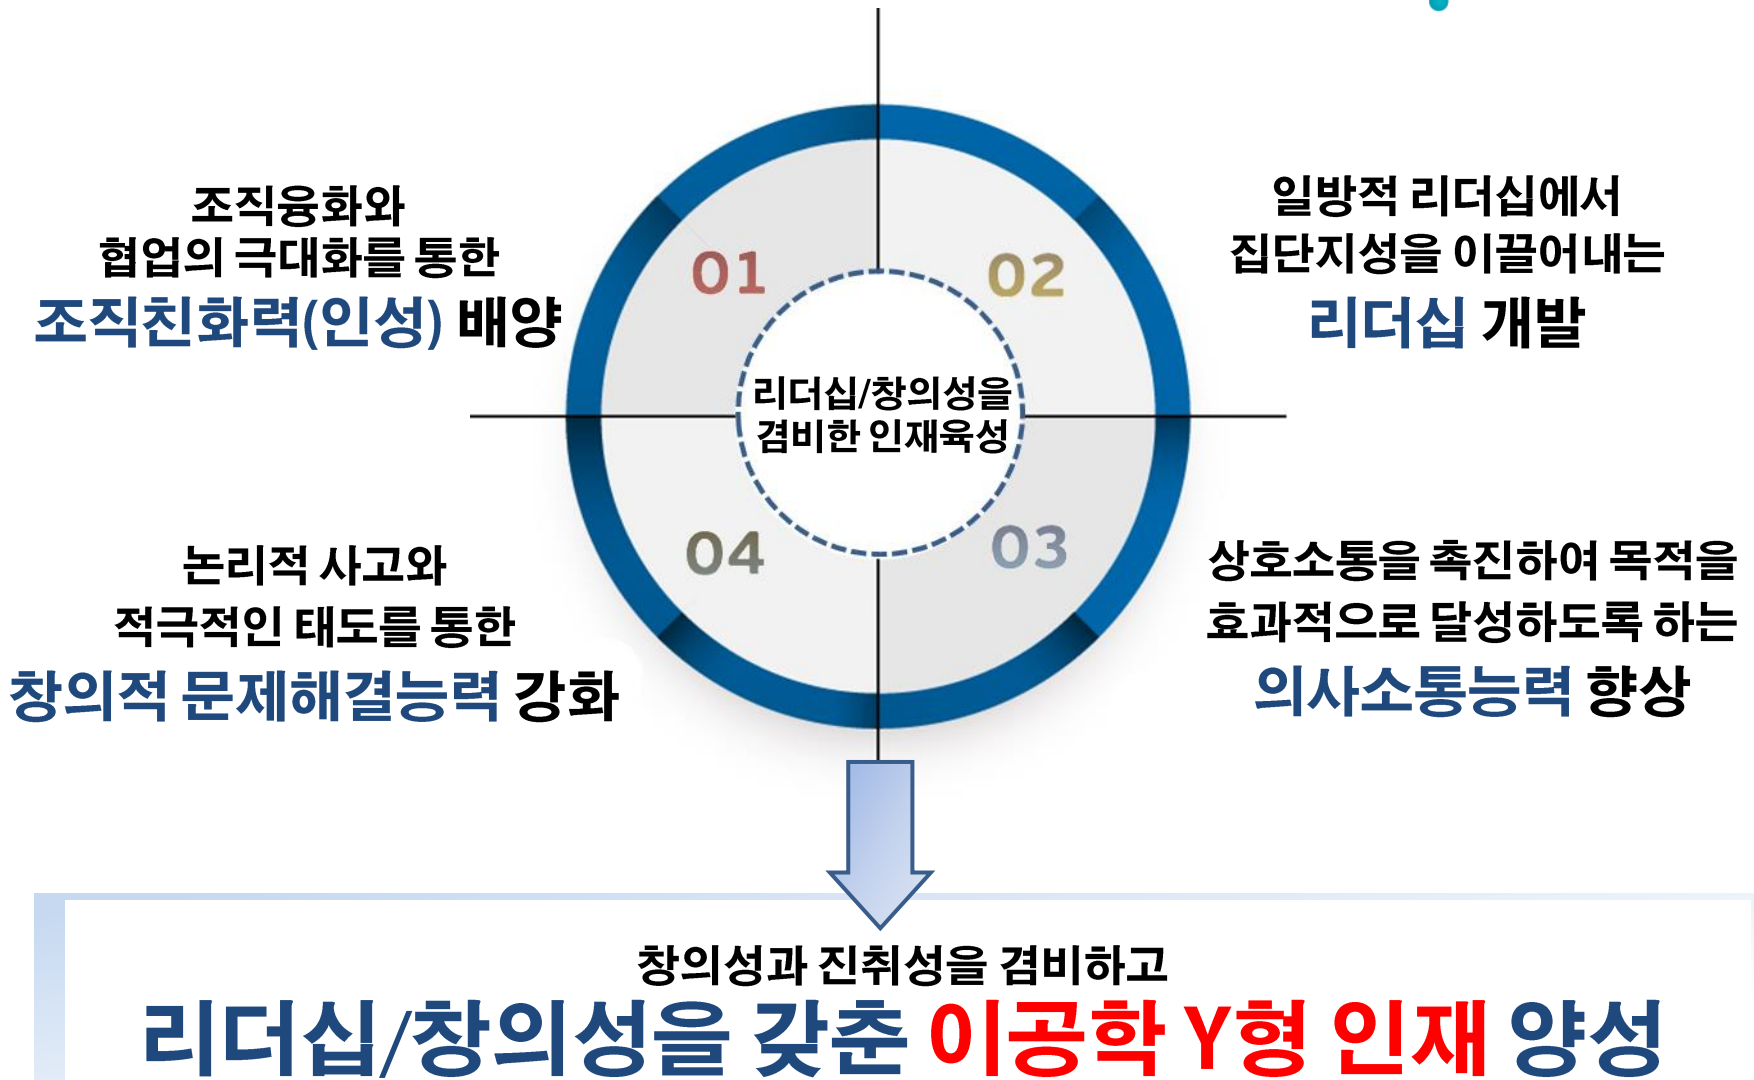 조직융화와
협업의 극대화를 통한
조직친화력(인성) 배양
01
02
일방적 리더십에서
집단지성을 이끌어내는
리더십 개발
리더십/창의성을
겸비한 인재육성
논리적 사고와
적극적인 태도를 통한
창의적 문제해결능력 강화
04
03
상호소통을 촉진하여 목적을
효과적으로 달성하도록 하는
의사소통능력 향상
창의성과 진취성을 겸비하고
리더십/창의성을 갖춘 이공학 Y형 인재 양성